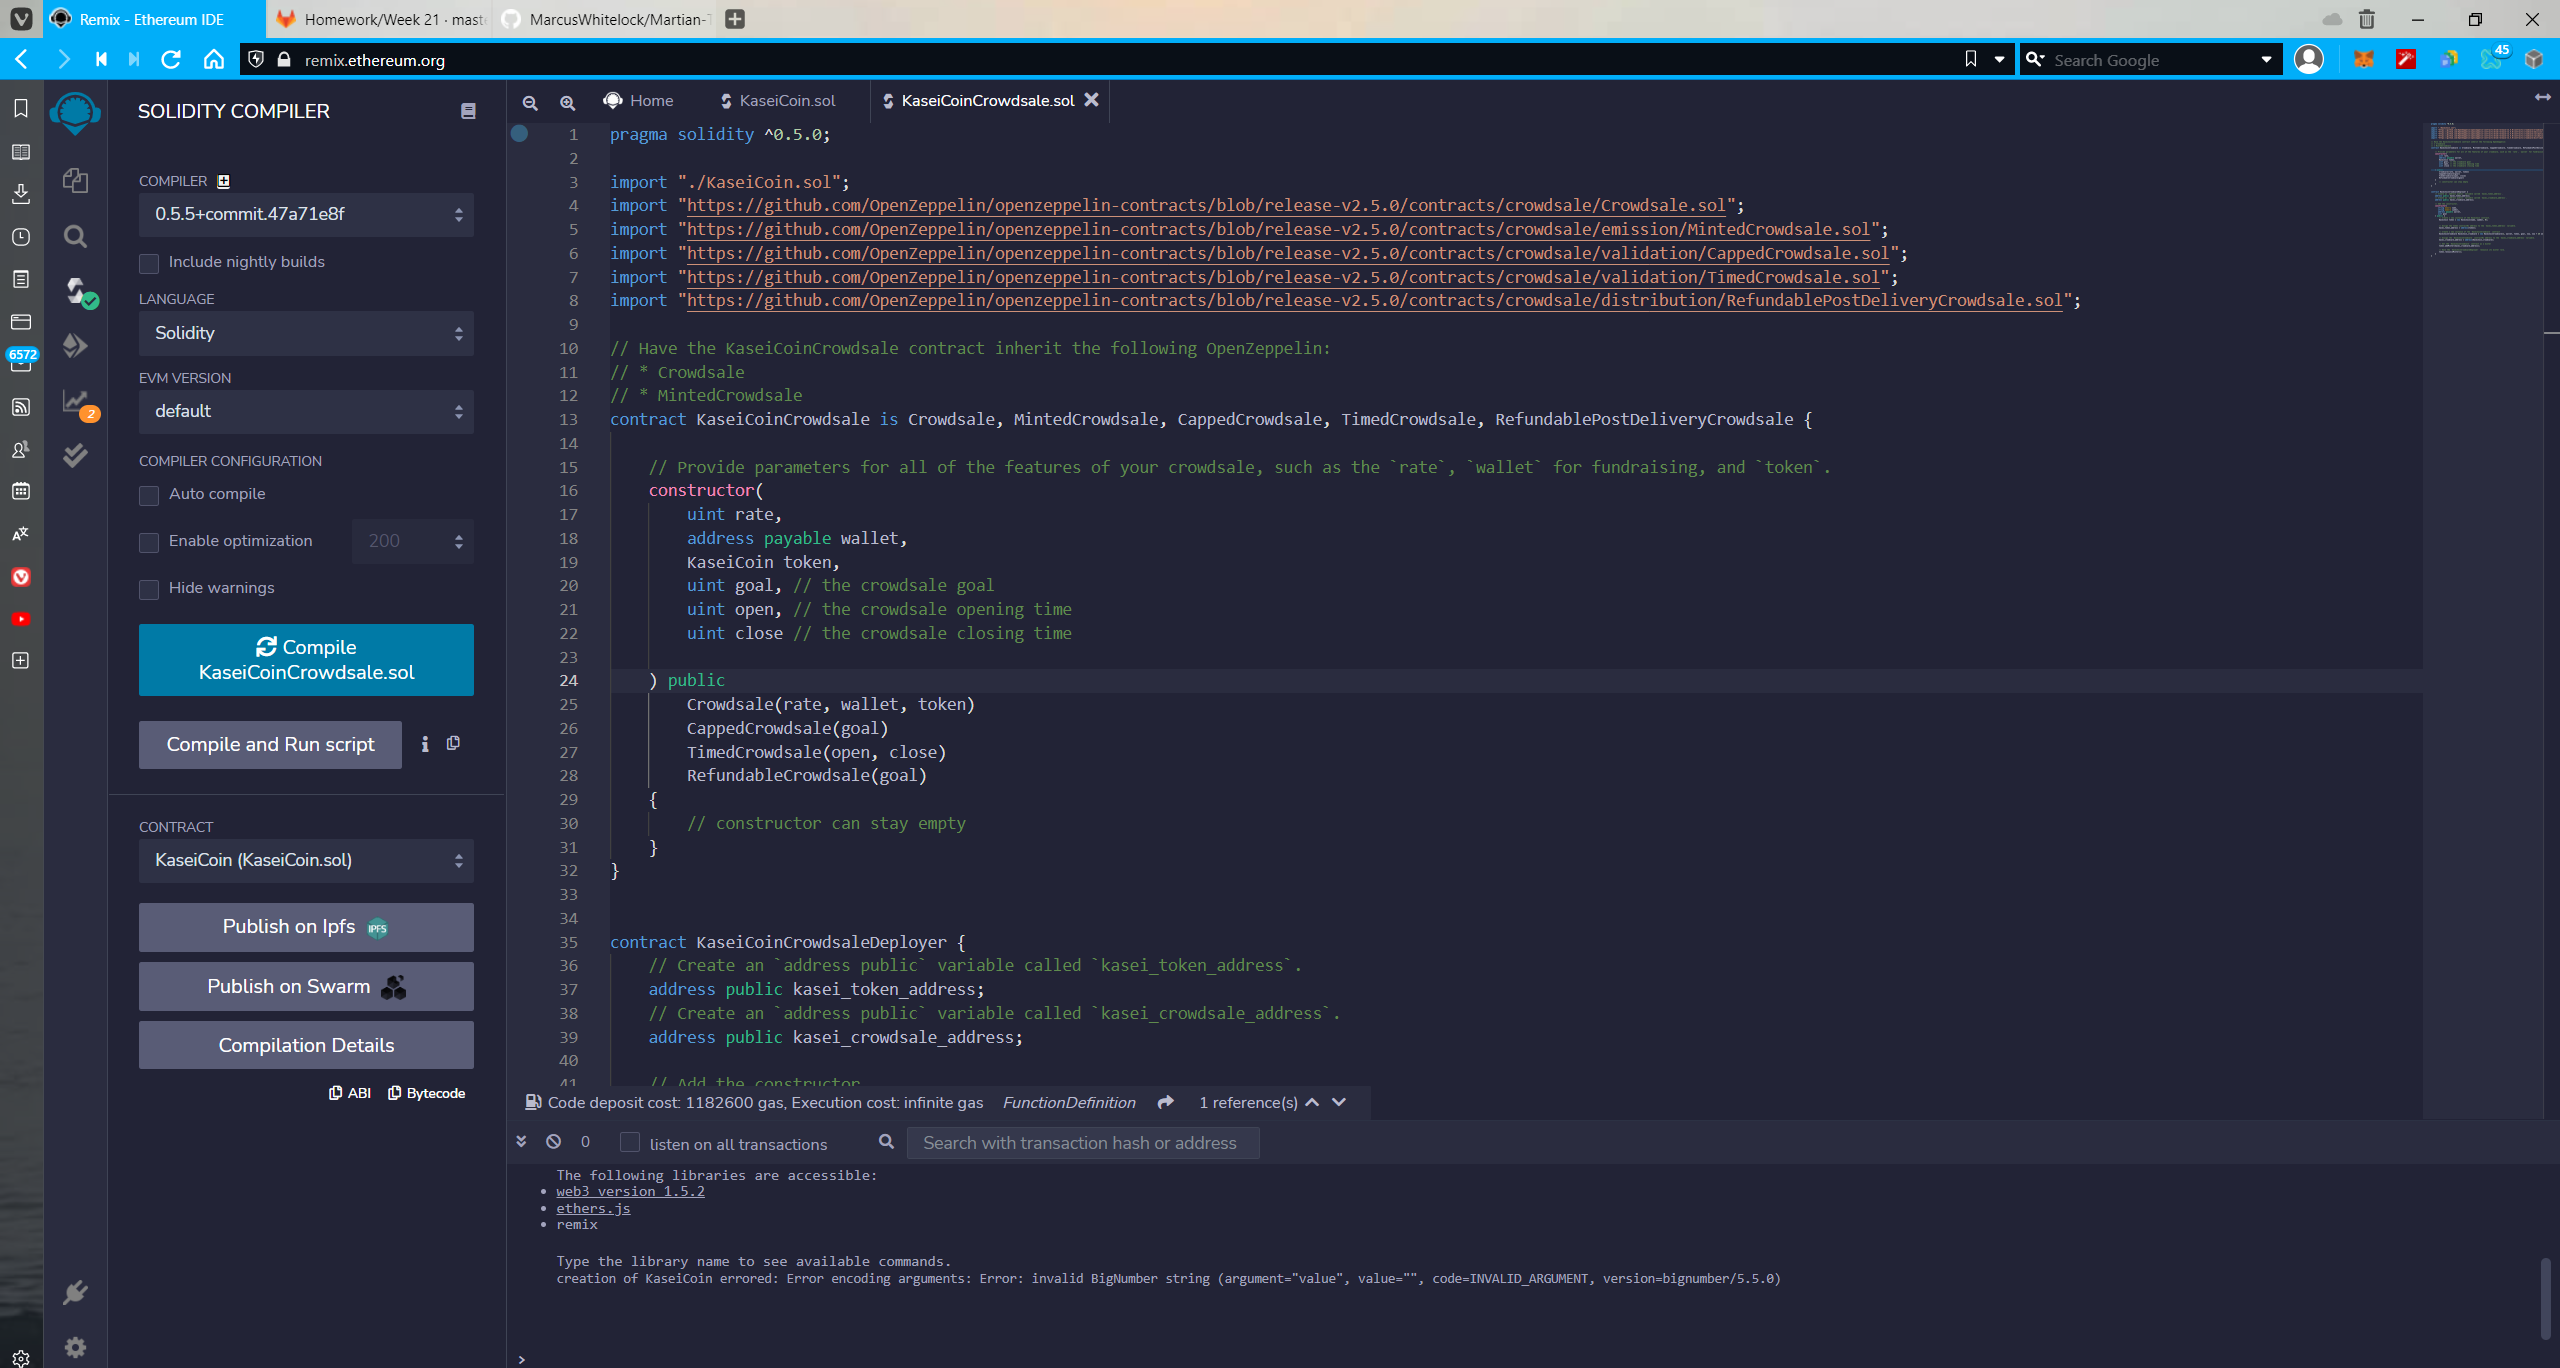 Remix - Ethereum IDE
Homework/Week 21 · mast
MarcusWhitelock/Martian-T
remix.ethereum.org
Search Google
45
6572
SOLIDITY COMPILER
COMPILER
0.5.5+commit.47a71e8f
Include nightly builds
LANGUAGE
Solidity
EVM VERSION
default
2
COMPILER CONFIGURATION
Auto compile
Enable optimization
200
Hide warnings
Compile
KaseiCoinCrowdsale.sol
Compile and Run script
CONTRACT
KaseiCoin (KaseiCoin.sol)
Publish on Ipfs
IPFS
Publish on Swarm
Compilation Details
ABI
Bytecode
Home
KaseiCoin.sol
KaseiCoinCrowdsale.sol
1 pragma solidity ^0.5.0;
2
3 import "./KaseiCoin.sol";
4 import "https://github.com/OpenZeppelin/openzeppelin-contracts/blob/release-v2.5.0/contracts/crowdsale/Crowdsale.sol";
5 import "https://github.com/OpenZeppelin/openzeppelin-contracts/blob/release-v2.5.0/contracts/crowdsale/emission/MintedCrowdsale.sol";
6 import "https://github.com/OpenZeppelin/openzeppelin-contracts/blob/release-v2.5.0/contracts/crowdsale/validation/CappedCrowdsale.sol";
7 import "https://github.com/OpenZeppelin/openzeppelin-contracts/blob/release-v2.5.0/contracts/crowdsale/validation/TimedCrowdsale.sol";
8 import "https://github.com/OpenZeppelin/openzeppelin-contracts/blob/release-v2.5.0/contracts/crowdsale/distribution/RefundablePostDeliveryCrowdsale.sol";
9
10 // Have the KaseiCoinCrowdsale contract inherit the following OpenZeppelin:
11 // * Crowdsale
12 // * MintedCrowdsale
13 contract KaseiCoinCrowdsale is Crowdsale, MintedCrowdsale, CappedCrowdsale, TimedCrowdsale, RefundablePostDeliveryCrowdsale {
14
15 // Provide parameters for all of the features of your crowdsale, such as the `rate`, `wallet` for fundraising, and `token`.
16 constructor(
17 uint rate,
18 address payable wallet,
19 KaseiCoin token,
20 uint goal, // the crowdsale goal
21 uint open, // the crowdsale opening time
22 uint close // the crowdsale closing time
23
24 ) public
25 Crowdsale(rate, wallet, token)
26 CappedCrowdsale(goal)
27 TimedCrowdsale(open, close)
28 RefundableCrowdsale(goal)
29 {
30 // constructor can stay empty
31 }
32 }
33
34
35 contract KaseiCoinCrowdsaleDeployer {
36 // Create an `address public` variable called `kasei_token_address`.
37 address public kasei_token_address;
38 // Create an `address public` variable called `kasei_crowdsale_address`.
39 address public kasei_crowdsale_address;
40
41 // Add the constructor
Code deposit cost: 1182600 gas, Execution cost: infinite gas FunctionDefinition 1 reference(s)
0 listen on all transactions Search with transaction hash or address
The following libraries are accessible:
• web3 version 1.5.2
• ethers.js
• remix
Type the library name to see available commands.
creation of KaseiCoin errored: Error encoding arguments: Error: invalid BigNumber string (argument="value", value="", code=INVALID_ARGUMENT, version=bignumber/5.5.0)
>